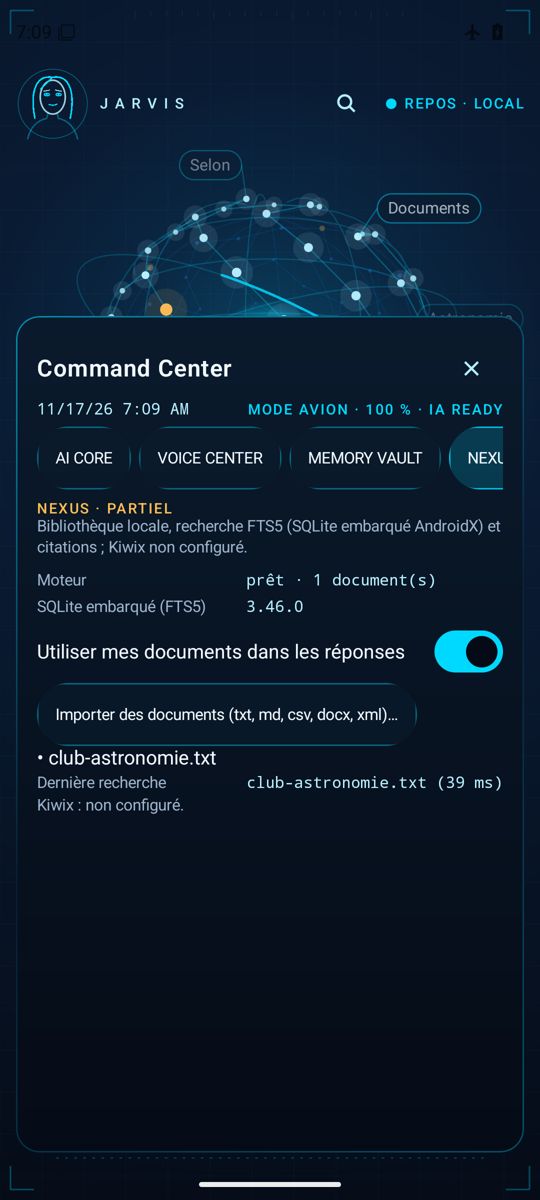 7:09
JARVIS
REPOS · LOCAL
Selon
Documents
Astronomie
Command Center
11/17/26 7:09 AM
MODE AVION · 100 % · IA READY
AI CORE
VOICE CENTER
MEMORY VAULT
NEXU
NEXUS · PARTIEL
Bibliothèque locale, recherche FTS5 (SQLite embarqué AndroidX) et
citations ; Kiwix non configuré.
Moteur
prêt · 1 document(s)
SQLite embarqué (FTS5)
3.46.0
Utiliser mes documents dans les réponses
Importer des documents (txt, md, csv, docx, xml)…
• club-astronomie.txt
Dernière recherche
club-astronomie.txt (39 ms)
Kiwix : non configuré.